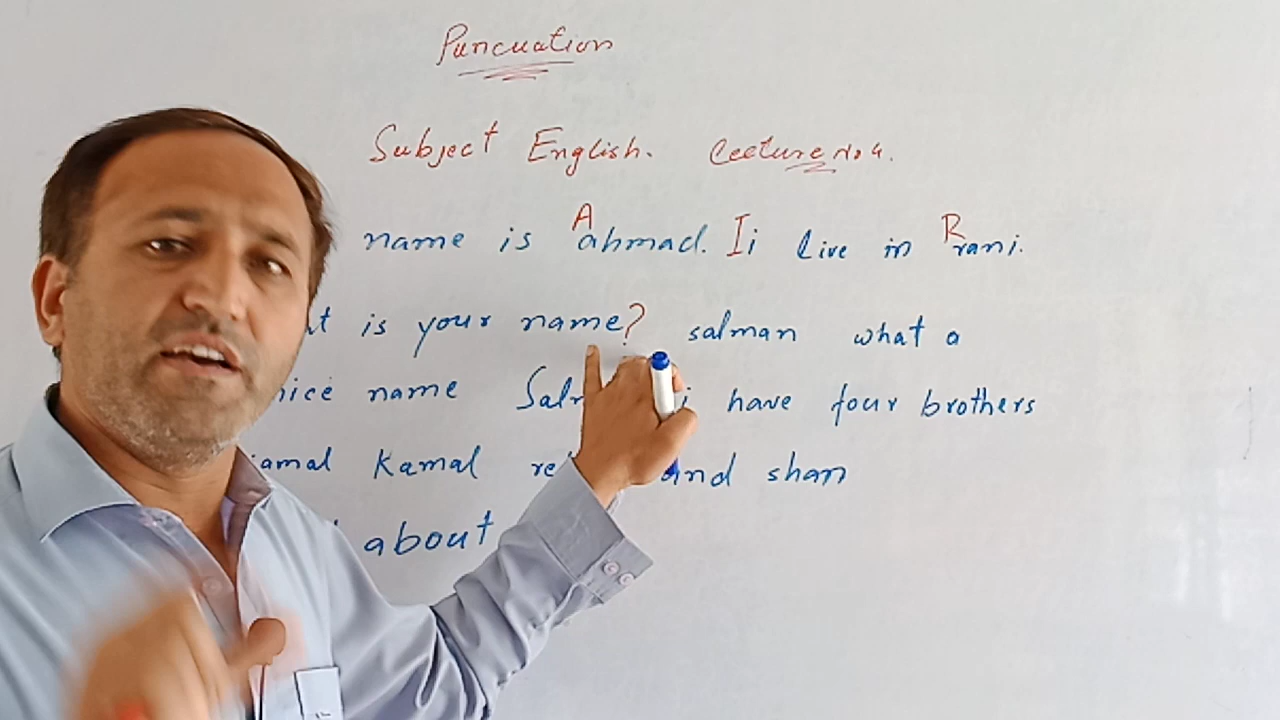 Puncuation
Subject English. Lecture No 4.
name is Aahmad. Ii live in Rrani.
is your name? salman what a
nice name i have four brothers
Kamal and shan
about